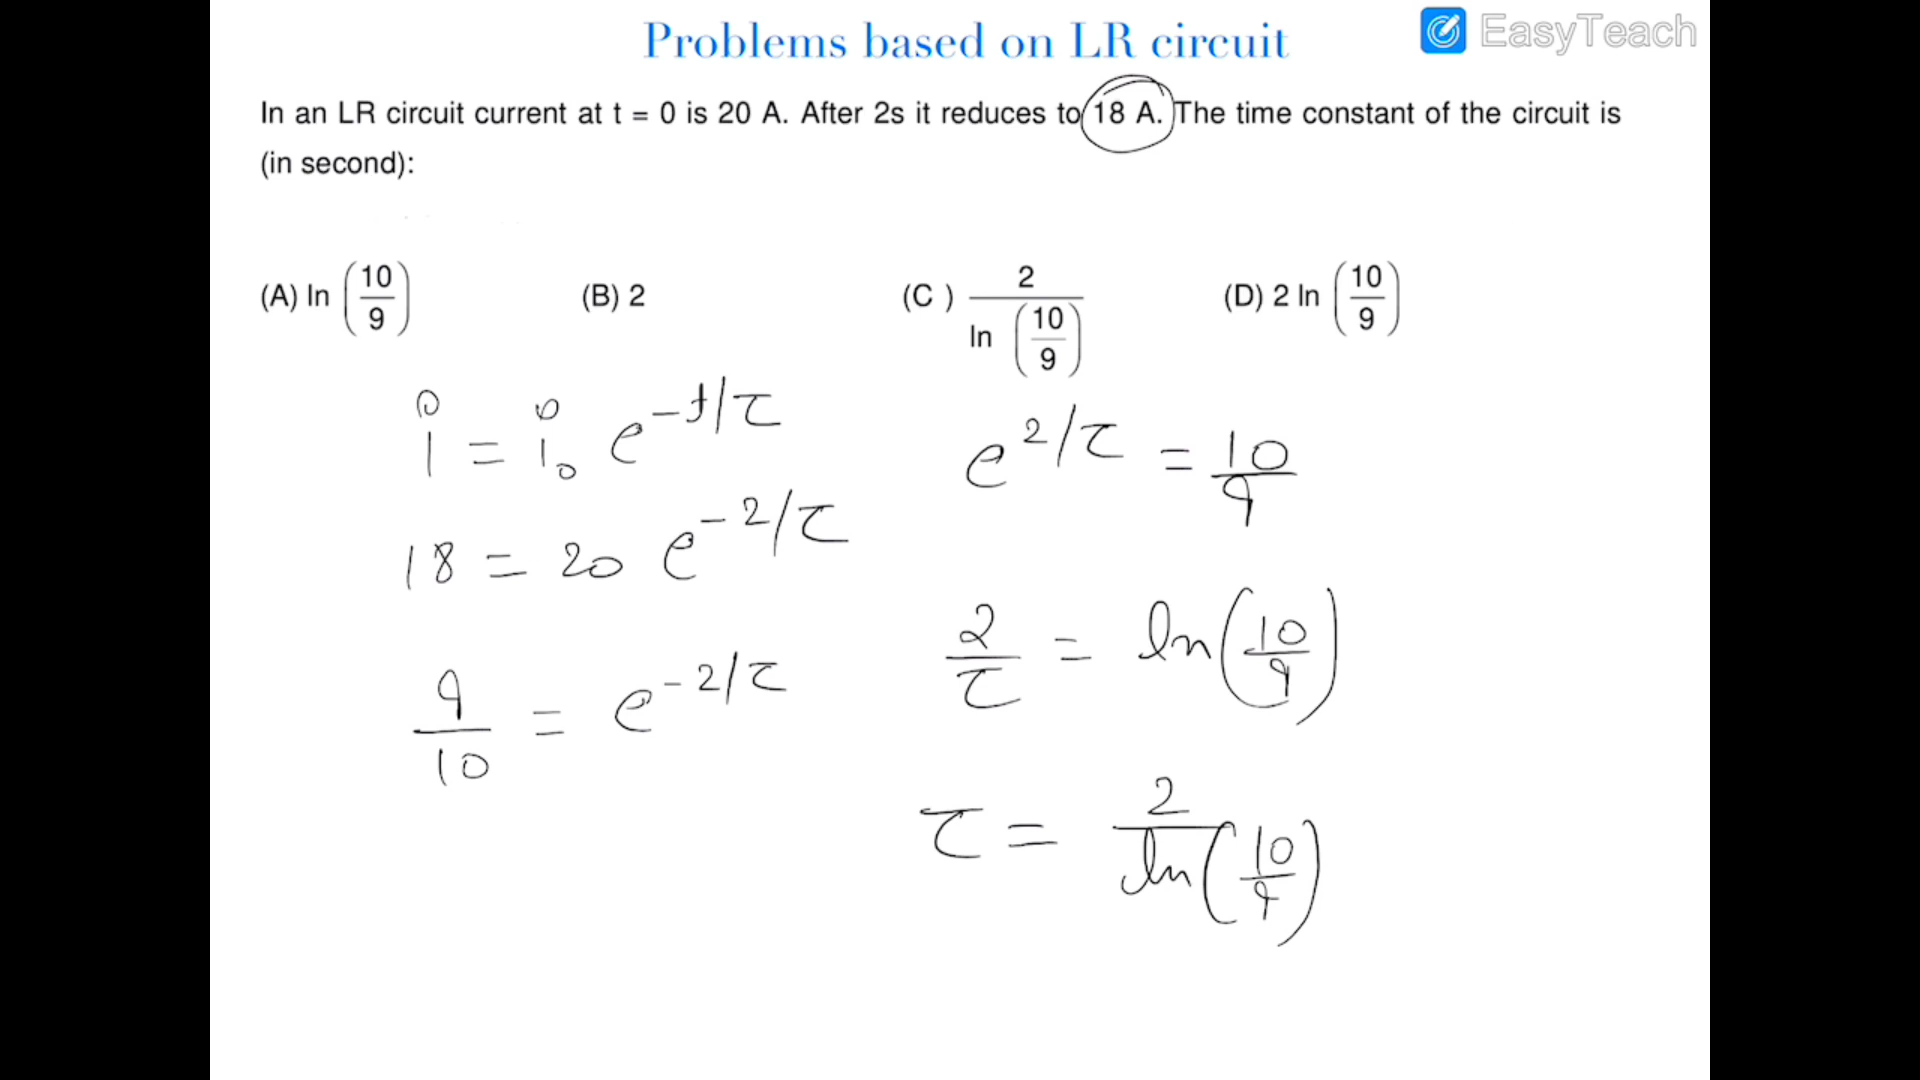 Problems based on LR circuit
EasyTeach
In an LR circuit current at t = 0 is 20 A. After 2s it reduces to 18 A. The time constant of the circuit is
(in second):
(A) ln (10/9) (B) 2 (C ) 2 / ln (10/9) (D) 2 ln (10/9)
i = i₀ e^(-t/τ)
18 = 20 e^(-2/τ)
9/10 = e^(-2/τ)
e^(2/τ) = 10/9
2/τ = ln(10/9)
τ = 2 / ln(10/9)